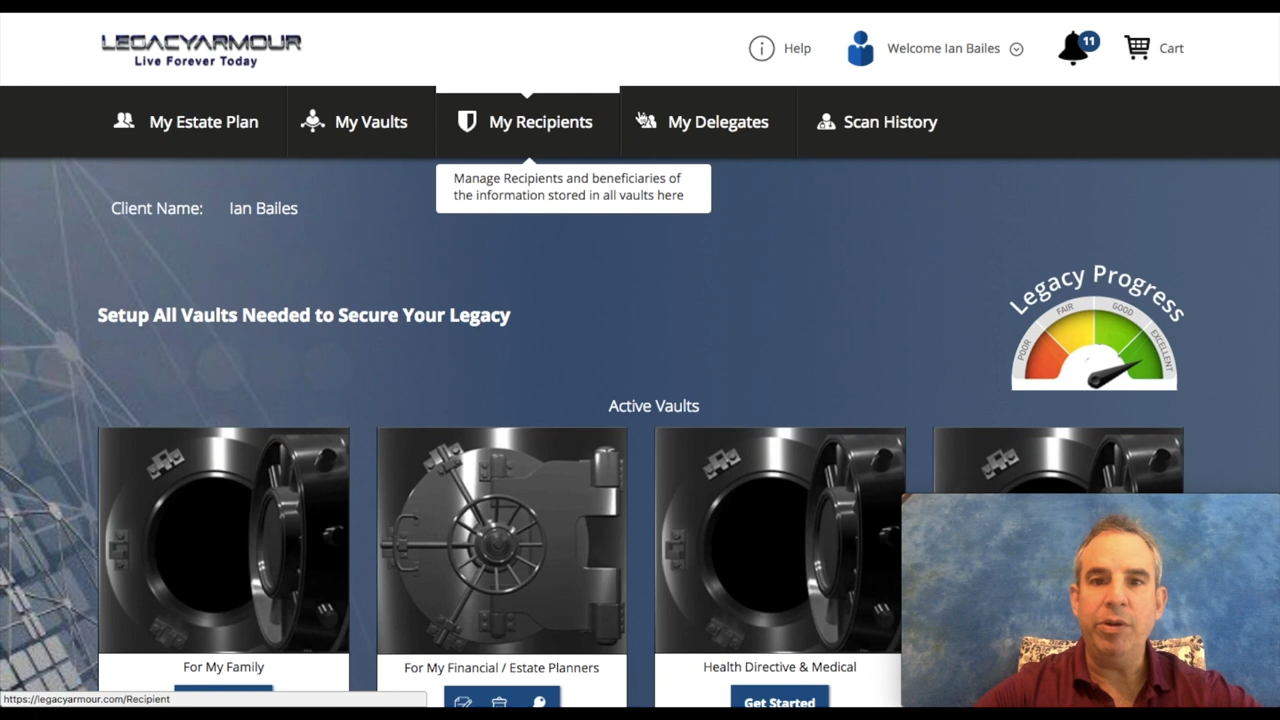 LEGACYARMOUR
Live Forever Today
Help
Welcome Ian Bailes
11
Cart
My Estate Plan
My Vaults
My Recipients
My Delegates
Scan History
Manage Recipients and beneficiaries of
the information stored in all vaults here
Client Name: Ian Bailes
Legacy Progress
POOR
FAIR
GOOD
EXCELLENT
Setup All Vaults Needed to Secure Your Legacy
Active Vaults
For My Family
For My Financial / Estate Planners
Health Directive & Medical
Get Started
https://legacyarmour.com/Recipient